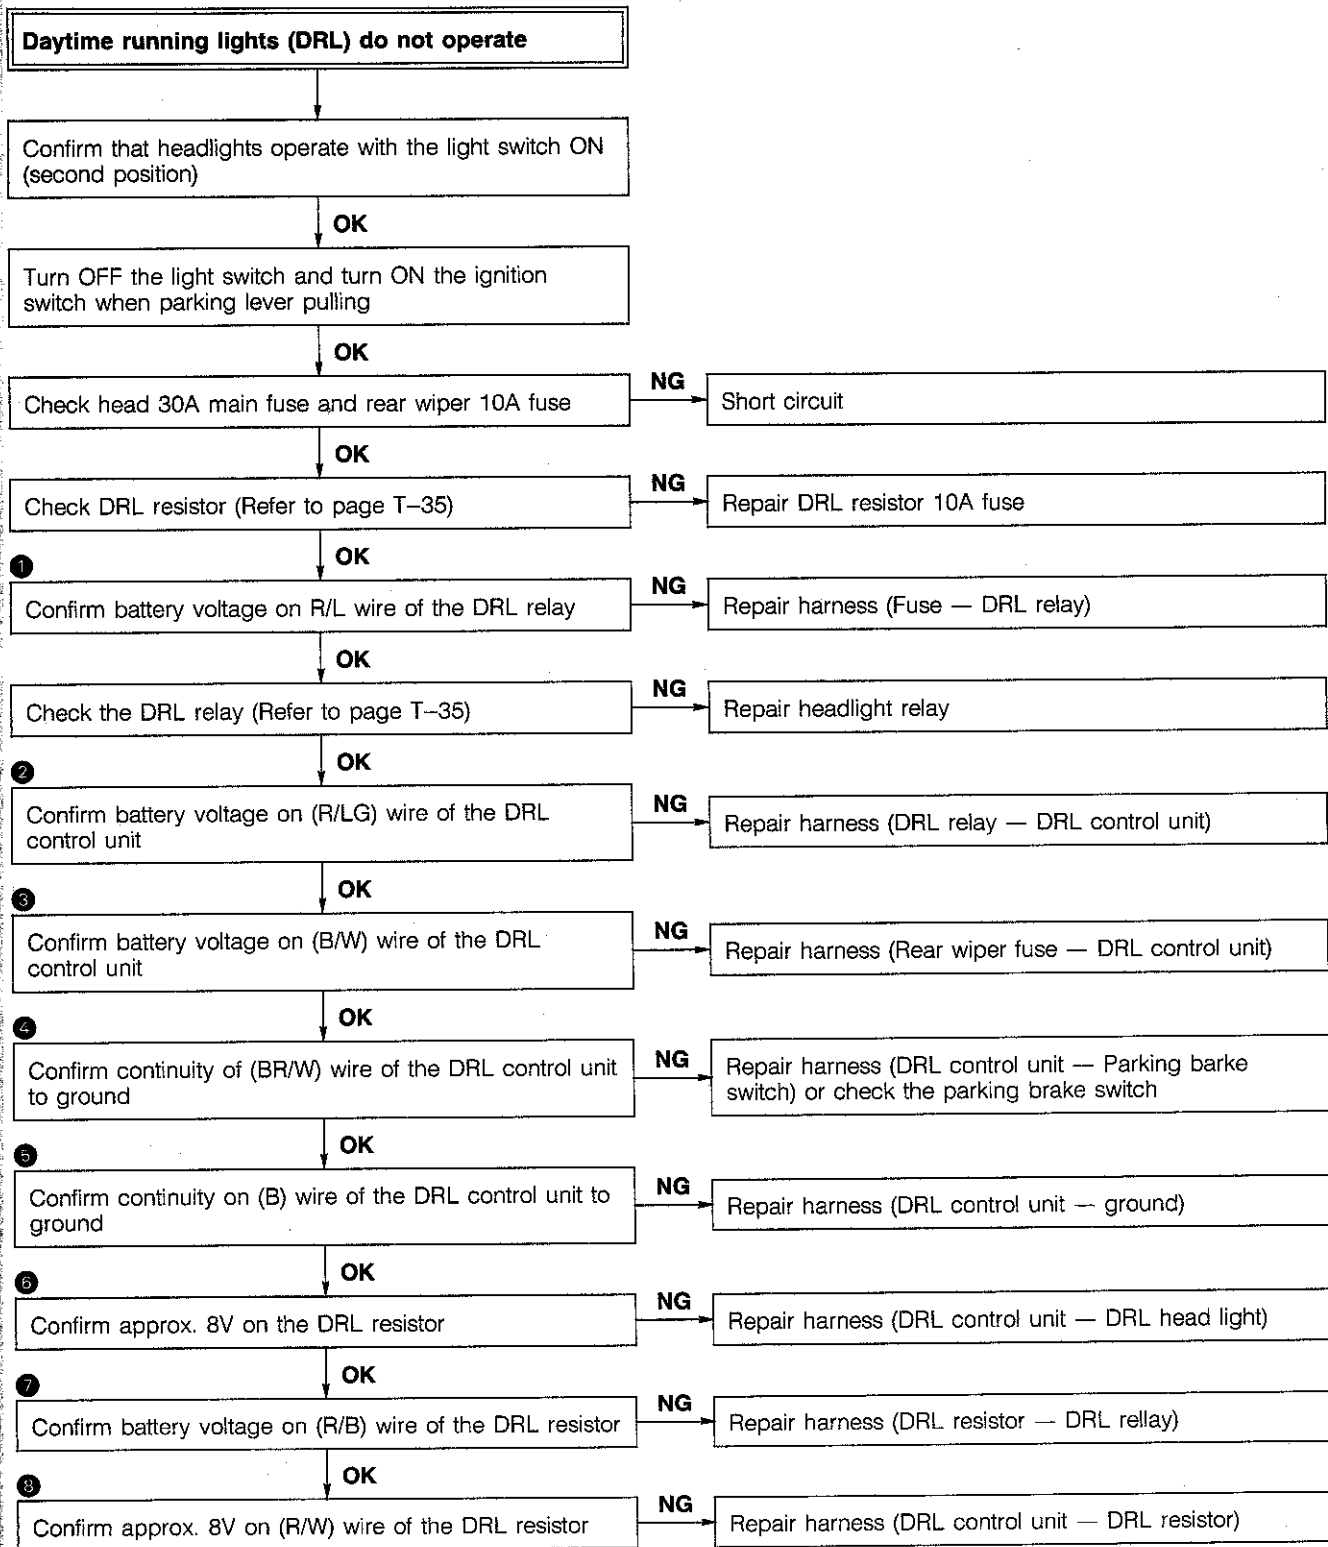 Daytime running lights (DRL) do not operate
Confirm that headlights operate with the light switch ON
(second position)
OK
Turn OFF the light switch and turn ON the ignition
switch when parking lever pulling
OK
Check head 30A main fuse and rear wiper 10A fuse
NG
Short circuit
OK
Check DRL resistor (Refer to page T–35)
NG
Repair DRL resistor 10A fuse
OK
1
Confirm battery voltage on R/L wire of the DRL relay
NG
Repair harness (Fuse — DRL relay)
OK
Check the DRL relay (Refer to page T–35)
NG
Repair headlight relay
OK
2
Confirm battery voltage on (R/LG) wire of the DRL
control unit
NG
Repair harness (DRL relay — DRL control unit)
OK
3
Confirm battery voltage on (B/W) wire of the DRL
control unit
NG
Repair harness (Rear wiper fuse — DRL control unit)
OK
4
Confirm continuity of (BR/W) wire of the DRL control unit
to ground
NG
Repair harness (DRL control unit — Parking barke
switch) or check the parking brake switch
OK
5
Confirm continuity on (B) wire of the DRL control unit to
ground
NG
Repair harness (DRL control unit — ground)
OK
6
Confirm approx. 8V on the DRL resistor
NG
Repair harness (DRL control unit — DRL head light)
OK
7
Confirm battery voltage on (R/B) wire of the DRL resistor
NG
Repair harness (DRL resistor — DRL rellay)
OK
8
Confirm approx. 8V on (R/W) wire of the DRL resistor
NG
Repair harness (DRL control unit — DRL resistor)